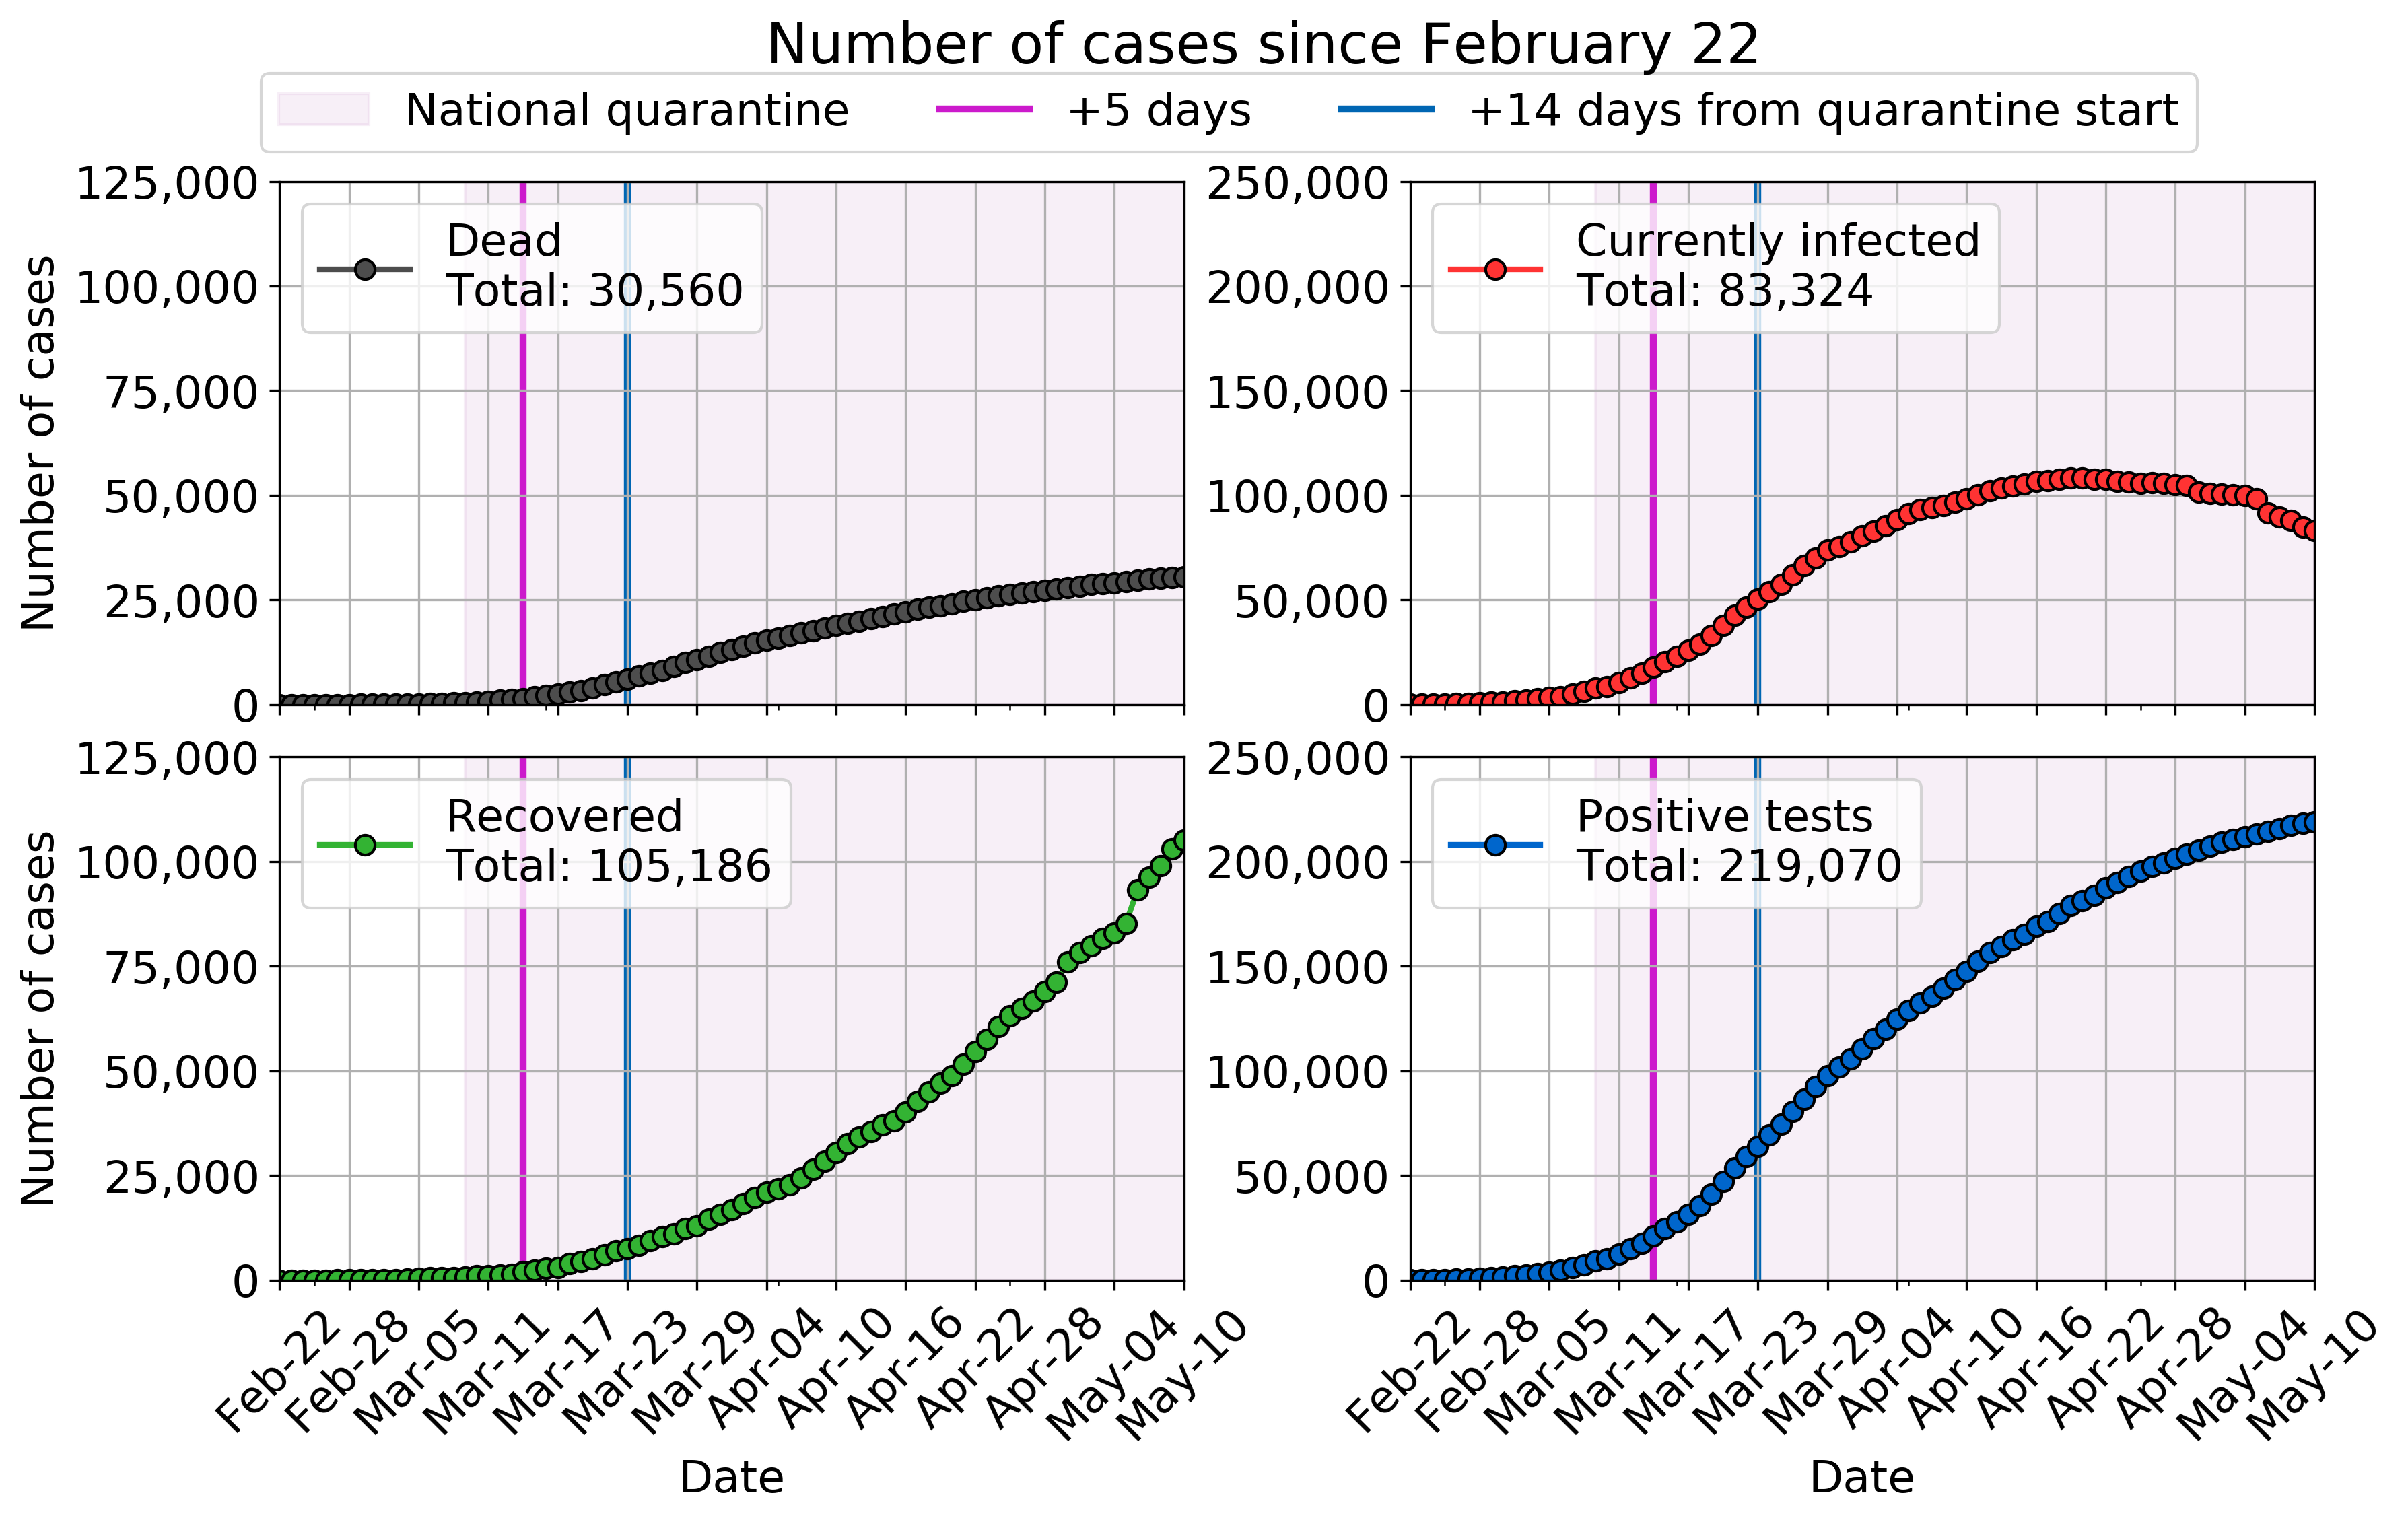 Number of cases since February 22
National quarantine
+5 days
+14 days from quarantine start
Number of cases
125,000
100,000
75,000
50,000
25,000
0
Dead
Total: 30,560
250,000
200,000
150,000
100,000
50,000
0
Currently infected
Total: 83,324
Number of cases
125,000
100,000
75,000
50,000
25,000
0
Recovered
Total: 105,186
Feb-22
Feb-28
Mar-05
Mar-11
Mar-17
Mar-23
Mar-29
Apr-04
Apr-10
Apr-16
Apr-22
Apr-28
May-04
May-10
Date
250,000
200,000
150,000
100,000
50,000
0
Positive tests
Total: 219,070
Feb-22
Feb-28
Mar-05
Mar-11
Mar-17
Mar-23
Mar-29
Apr-04
Apr-10
Apr-16
Apr-22
Apr-28
May-04
May-10
Date